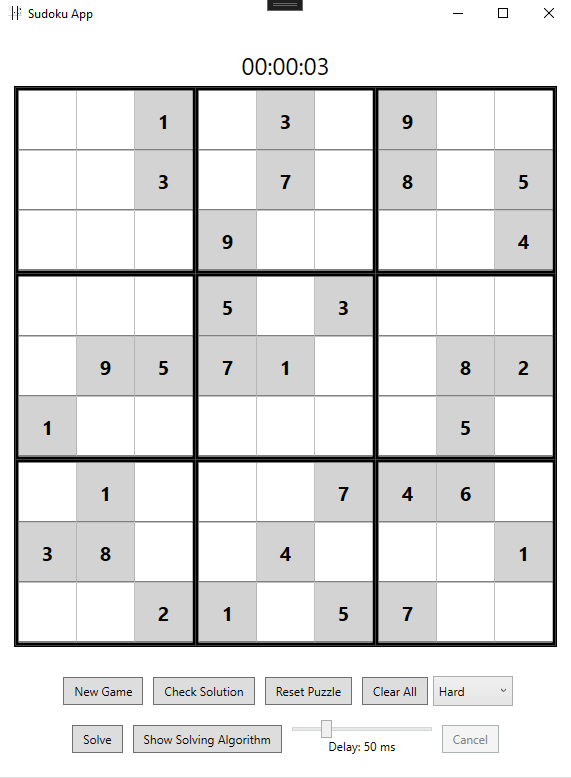 Sudoku App
00:00:03
1 3 9
3 7 8 5
9 4
5 3
9 5 7 1 8 2
1 5
1 7 4 6
3 8 4 1
2 1 5 7
New Game Check Solution Reset Puzzle Clear All Hard
Solve Show Solving Algorithm Delay: 50 ms Cancel